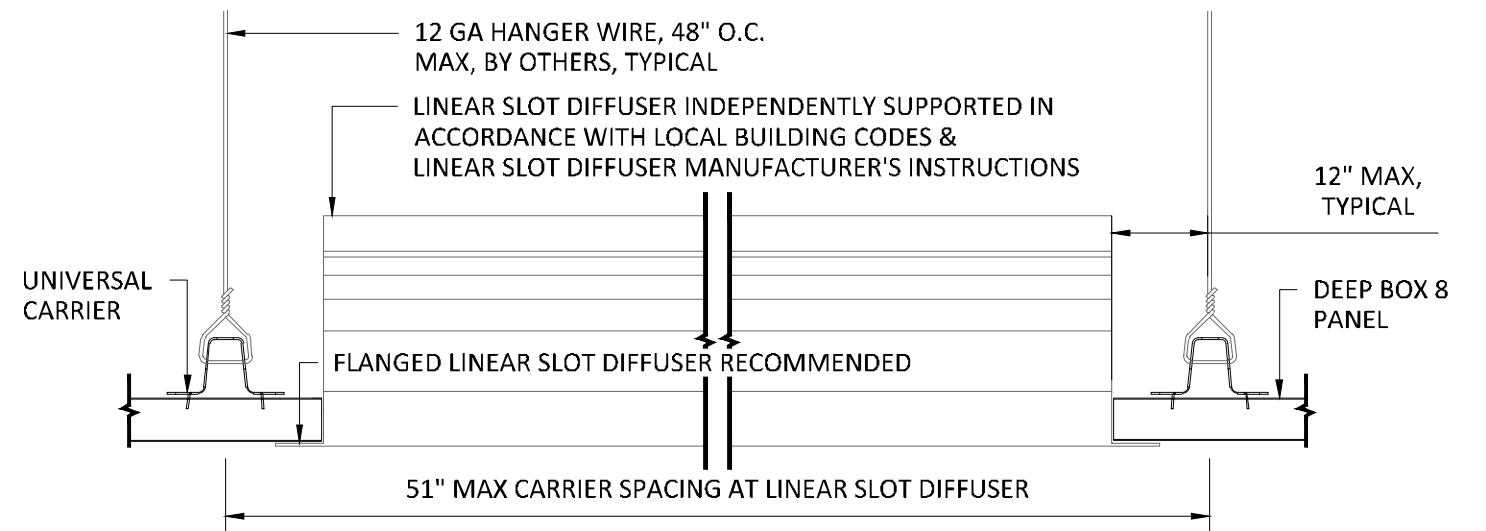 12 GA HANGER WIRE, 48" O.C.
MAX, BY OTHERS, TYPICAL
LINEAR SLOT DIFFUSER INDEPENDENTLY SUPPORTED IN
ACCORDANCE WITH LOCAL BUILDING CODES &
LINEAR SLOT DIFFUSER MANUFACTURER'S INSTRUCTIONS
12" MAX,
TYPICAL
UNIVERSAL
CARRIER
DEEP BOX 8
PANEL
FLANGED LINEAR SLOT DIFFUSER RECOMMENDED
51" MAX CARRIER SPACING AT LINEAR SLOT DIFFUSER